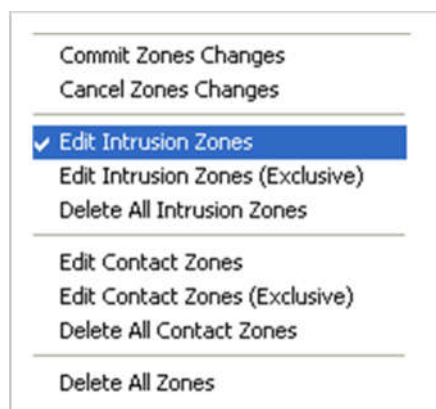 Commit Zones Changes
Cancel Zones Changes
Edit Intrusion Zones
Edit Intrusion Zones (Exclusive)
Delete All Intrusion Zones
Edit Contact Zones
Edit Contact Zones (Exclusive)
Delete All Contact Zones
Delete All Zones